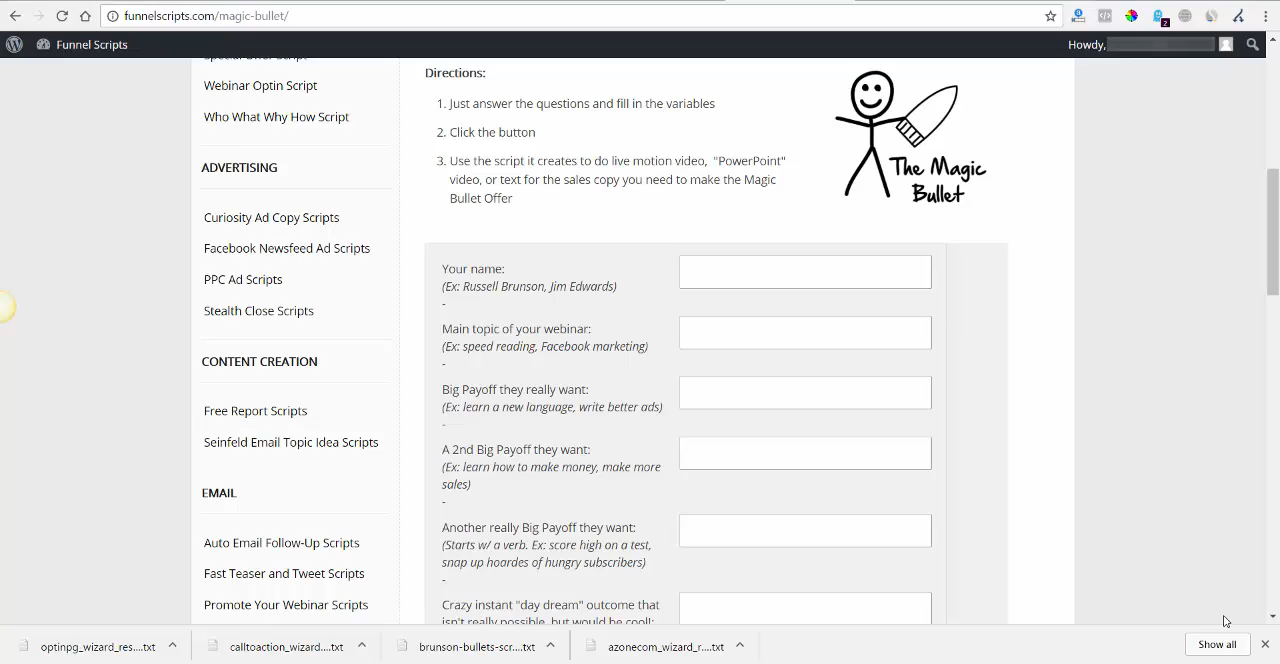 funnelscripts.com/magic-bullet/
2
Funnel Scripts
Howdy,
Webinar Optin Script
Who What Why How Script
ADVERTISING
Curiosity Ad Copy Scripts
Facebook Newsfeed Ad Scripts
PPC Ad Scripts
Stealth Close Scripts
CONTENT CREATION
Free Report Scripts
Seinfeld Email Topic Idea Scripts
EMAIL
Auto Email Follow-Up Scripts
Fast Teaser and Tweet Scripts
Promote Your Webinar Scripts
Directions:
1. Just answer the questions and fill in the variables
2. Click the button
3. Use the script it creates to do live motion video, "PowerPoint"
video, or text for the sales copy you need to make the Magic
Bullet Offer
The Magic
Bullet
Your name:
(Ex: Russell Brunson, Jim Edwards)
-
Main topic of your webinar:
(Ex: speed reading, Facebook marketing)
-
Big Payoff they really want:
(Ex: learn a new language, write better ads)
-
A 2nd Big Payoff they want:
(Ex: learn how to make money, make more
sales)
-
Another really Big Payoff they want:
(Starts w/ a verb. Ex: score high on a test,
snap up hoardes of hungry subscribers)
-
Crazy instant "day dream" outcome that
isn't really possible, but would be cool:
optinpg_wizard_res....txt
calltoaction_wizard....txt
brunson-bullets-scr....txt
azonecom_wizard_r....txt
Show all